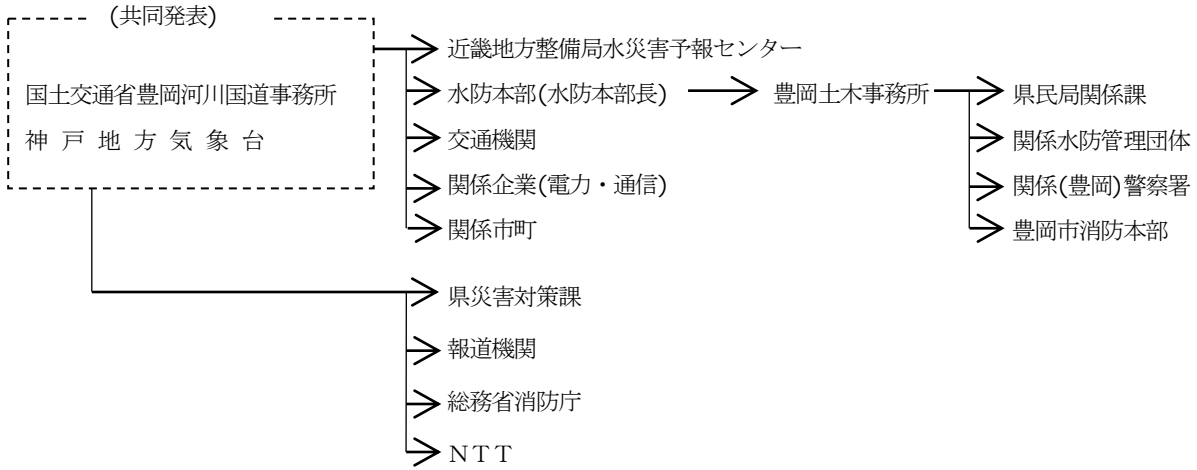 (共同発表)
国土交通省豊岡河川国道事務所
神戸地方気象台
近畿地方整備局水災害予報センター
水防本部(水防本部長)
交通機関
関係企業(電力・通信)
関係市町
豊岡土木事務所
県民局関係課
関係水防管理団体
関係(豊岡)警察署
豊岡市消防本部
県災害対策課
報道機関
総務省消防庁
ＮＴＴ